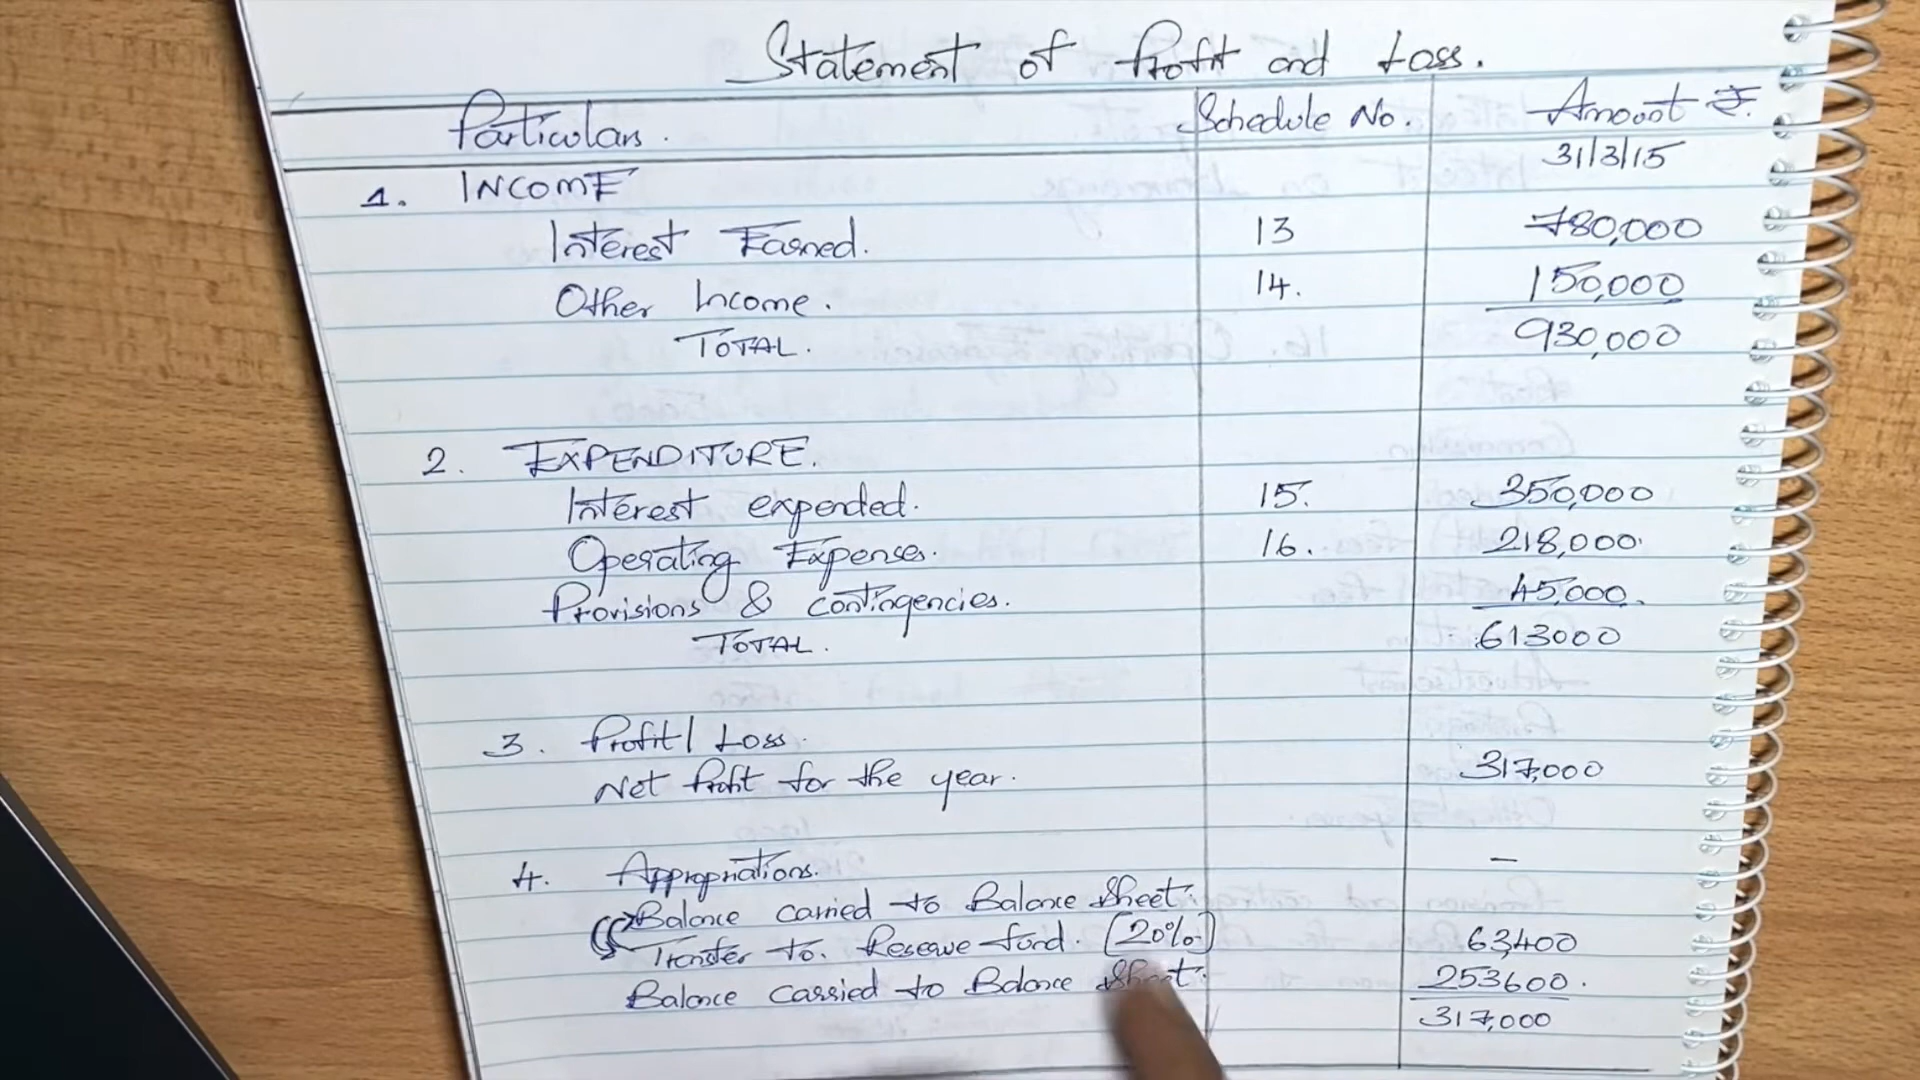 Statement of Profit and Loss.
Particulars. Schedule No. Amount ₹.
31/3/15
1. INCOME
Interest Earned. 13 780,000
Other Income. 14. 150,000
TOTAL. 930,000
2. EXPENDITURE.
Interest expended. 15. 350,000
Operating Expenses. 16. 218,000
Provisions & contingencies. 45,000.
TOTAL. 613000
3. Profit/Loss.
Net Profit for the year. 317,000
4. Appropriations. –
Balance carried to Balance Sheet.
Transfer to. Reserve fund. [20%] 63,400
Balance carried to Balance Sheet. 253600.
317,000